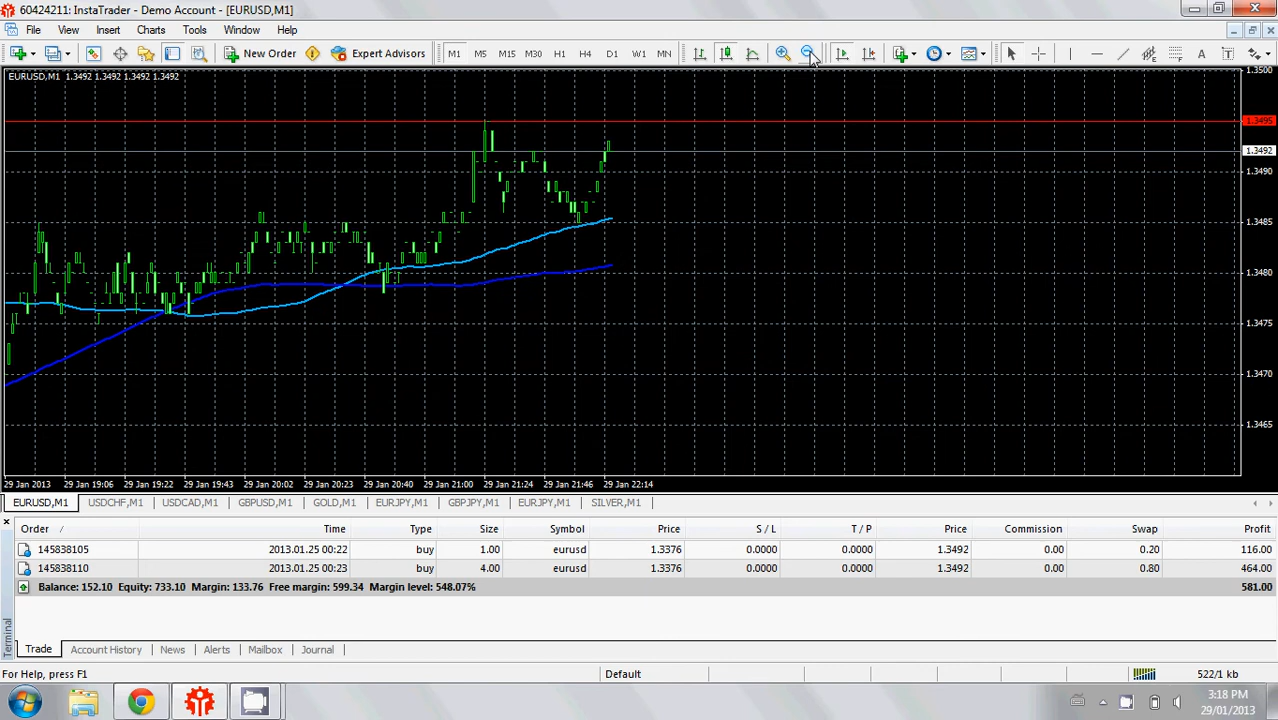 60424211: InstaTrader - Demo Account - [EURUSD,M1]
File View Insert Charts Tools Window Help
New Order Expert Advisors M1 M5 M15 M30 H1 H4 D1 W1 MN A T
EURUSD,M1 1.3492 1.3492 1.3492 1.3492
1.3500
1.3495
1.3492
1.3490
1.3485
1.3480
1.3475
1.3470
1.3465
29 Jan 2013 29 Jan 19:06 29 Jan 19:22 29 Jan 19:43 29 Jan 20:02 29 Jan 20:23 29 Jan 20:40 29 Jan 21:00 29 Jan 21:24 29 Jan 21:46 29 Jan 22:14
EURUSD,M1 USDCHF,M1 USDCAD,M1 GBPUSD,M1 GOLD,M1 EURJPY,M1 GBPJPY,M1 EURJPY,M1 SILVER,M1
Order / Time Type Size Symbol Price S / L T / P Price Commission Swap Profit
145838105 2013.01.25 00:22 buy 1.00 eurusd 1.3376 0.0000 0.0000 1.3492 0.00 0.20 116.00
145838110 2013.01.25 00:23 buy 4.00 eurusd 1.3376 0.0000 0.0000 1.3492 0.00 0.80 464.00
Balance: 152.10 Equity: 733.10 Margin: 133.76 Free margin: 599.34 Margin level: 548.07% 581.00
Terminal
Trade Account History News Alerts Mailbox Journal
For Help, press F1 Default 522/1 kb
3:18 PM
29/01/2013